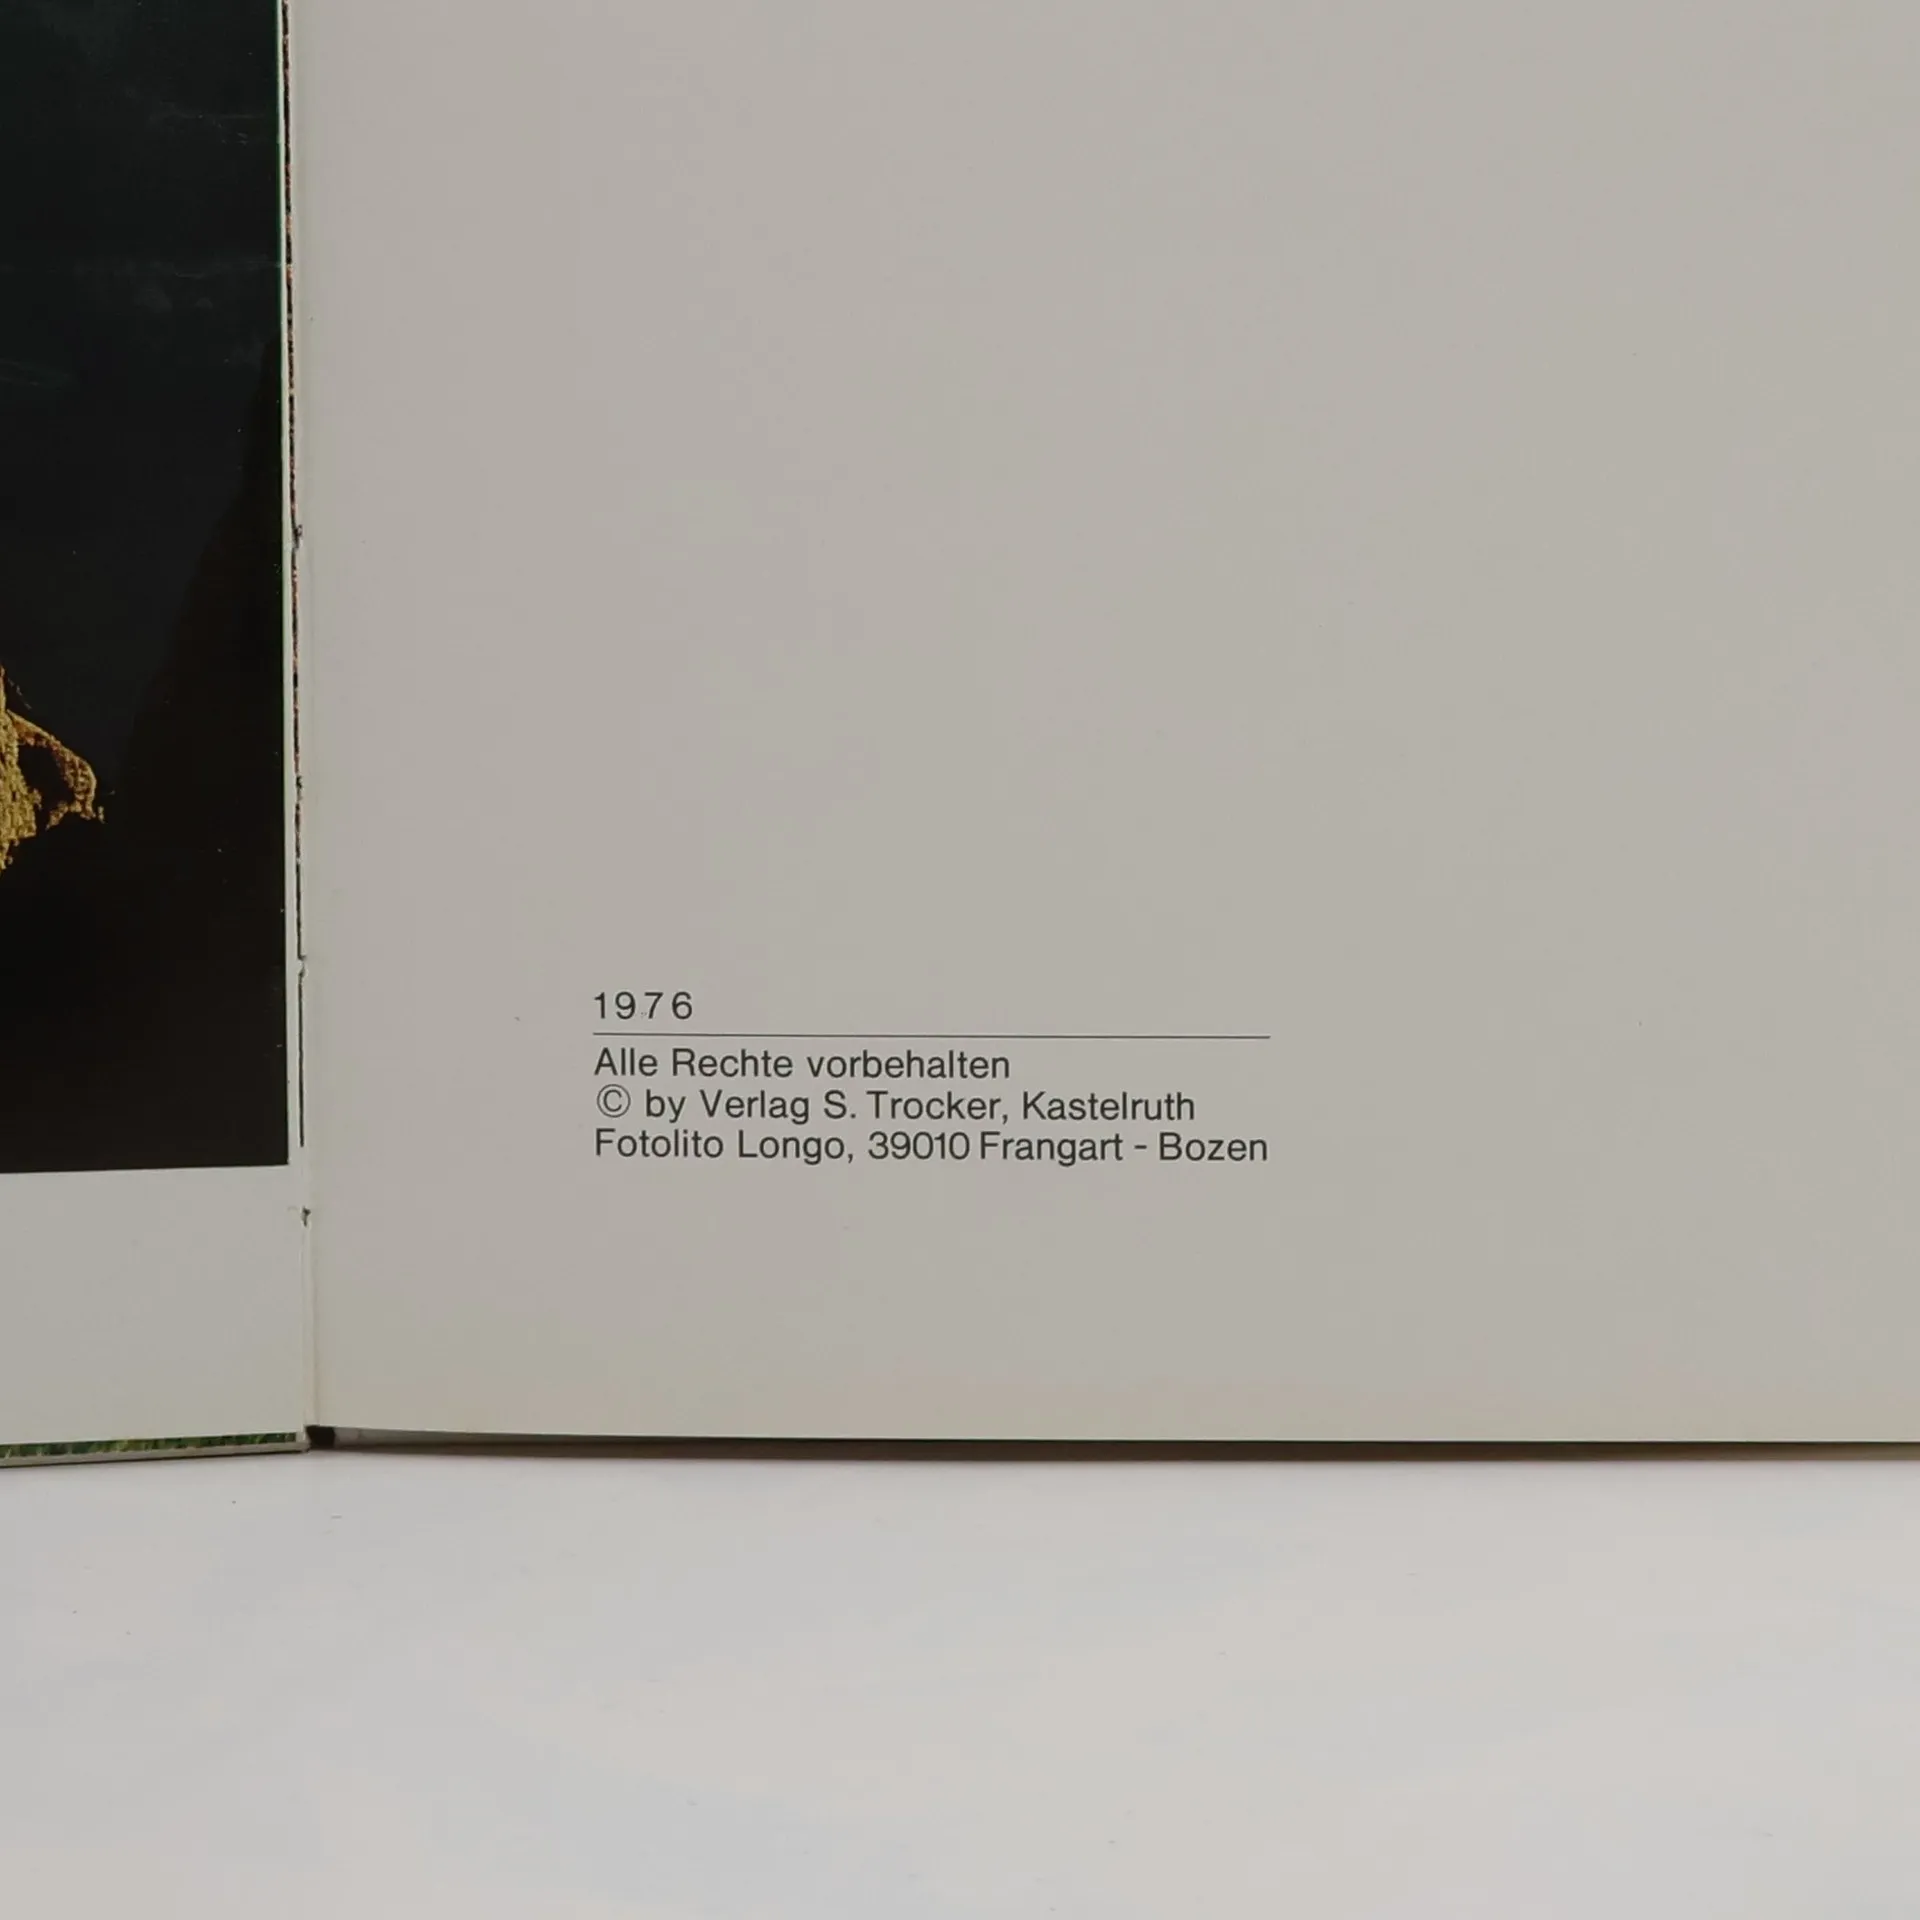 1976
Alle Rechte vorbehalten
© by Verlag S. Trocker, Kastelruth
Fotolito Longo, 39010 Frangart - Bozen